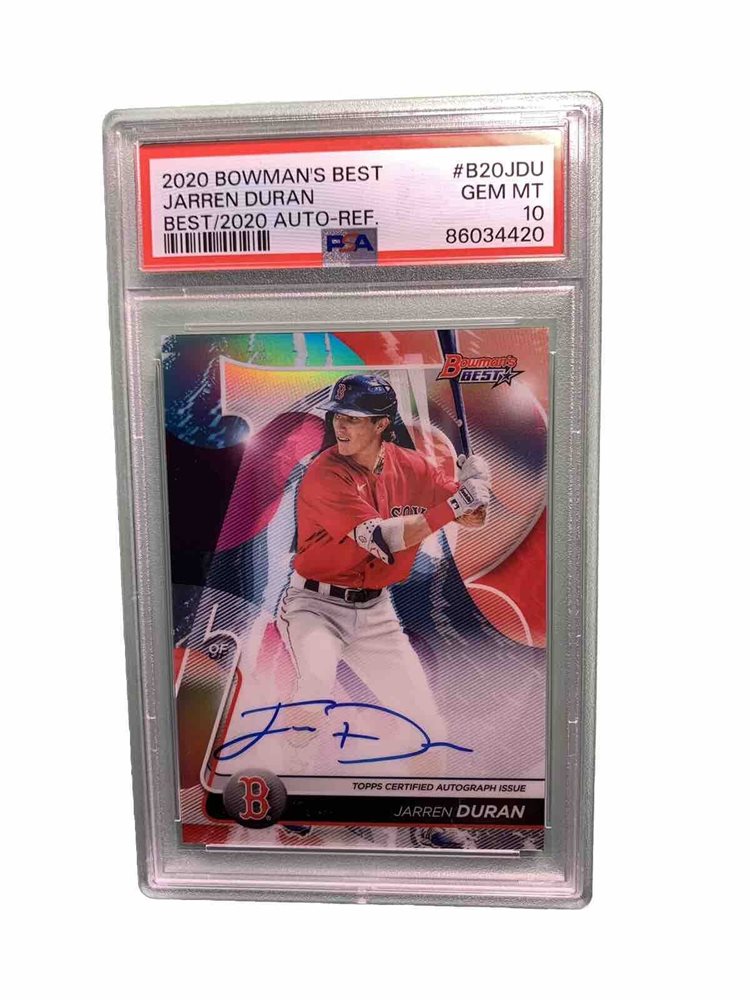 2020 BOWMAN'S BEST #B20JDU
JARREN DURAN GEM MT
BEST/2020 AUTO-REF. 10
PSA 86034420
Bowman's
BEST
B
SOX
OF
TOPPS CERTIFIED AUTOGRAPH ISSUE
B JARREN DURAN